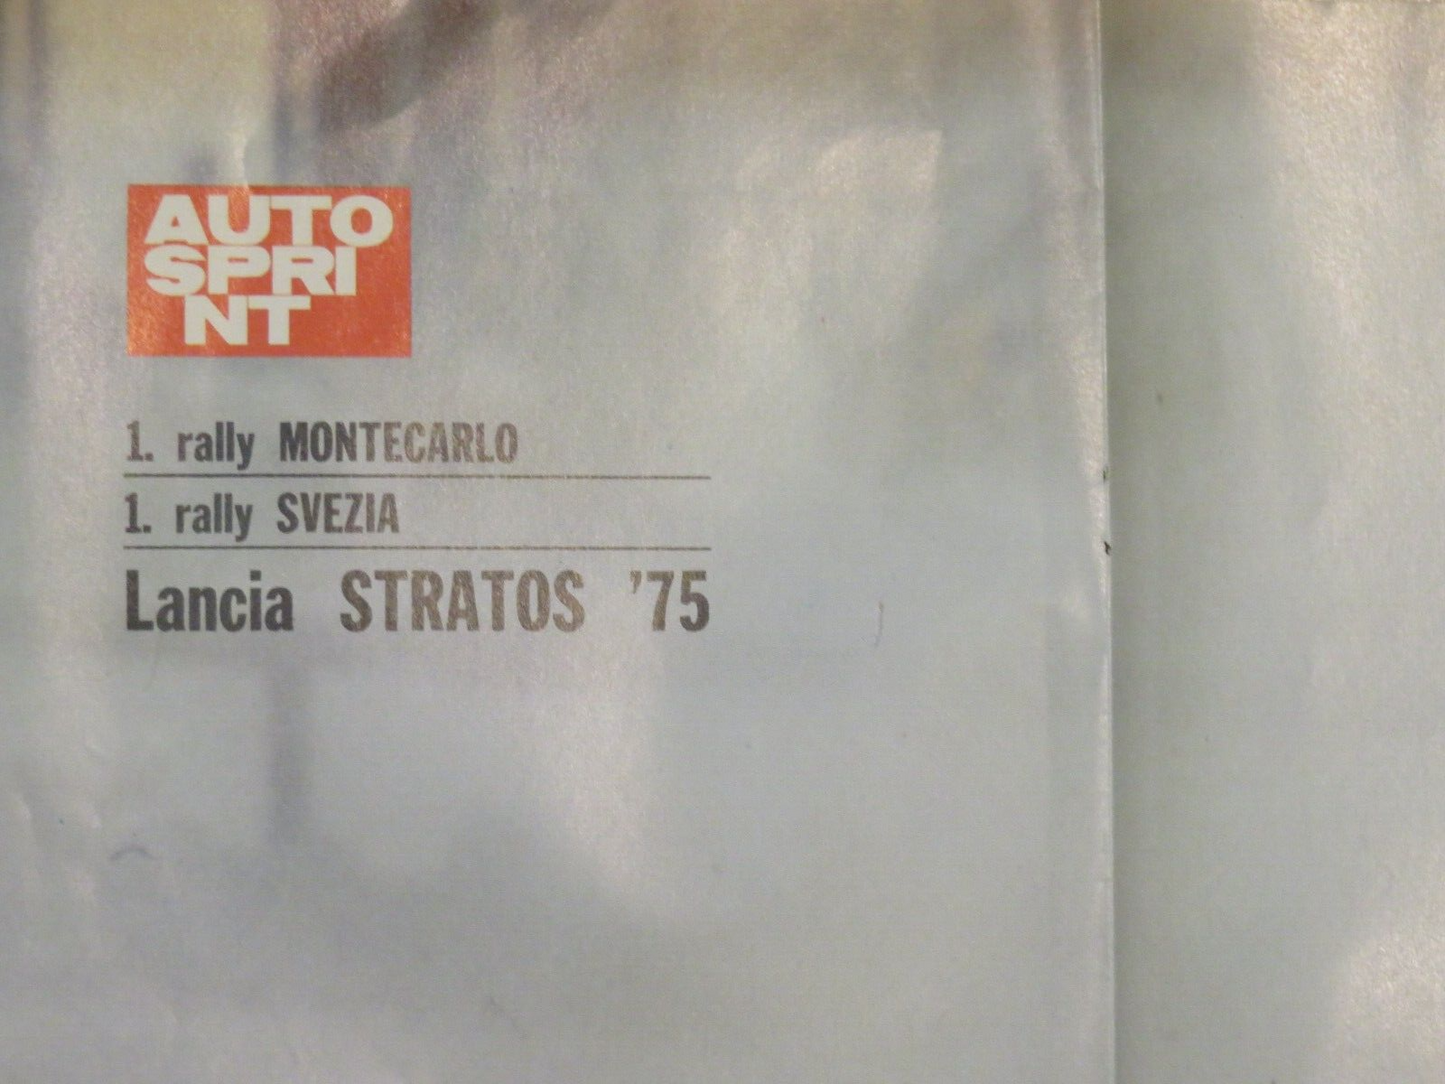 AUTO
SPRI
NT
1. rally MONTECARLO
1. rally SVEZIA
Lancia STRATOS '75